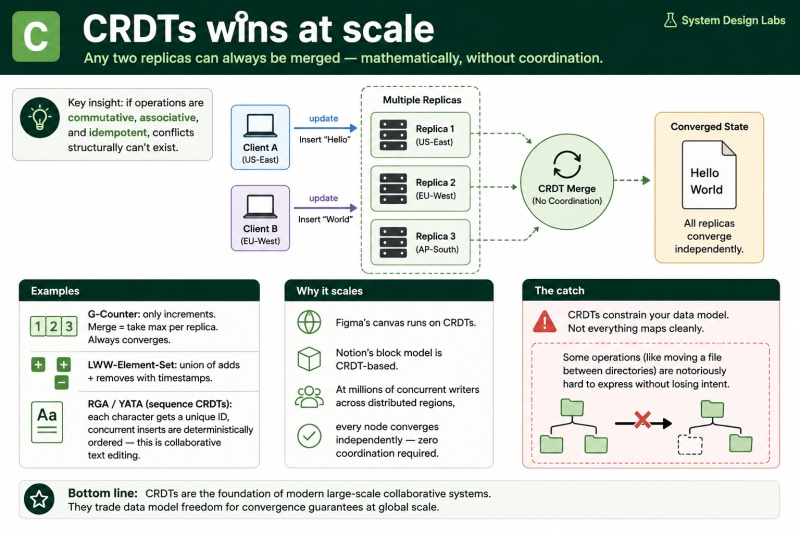 C
CRDTs wins at scale
Any two replicas can always be merged — mathematically, without coordination.
System Design Labs
Key insight: if operations are
commutative, associative,
and idempotent, conflicts
structurally can't exist.
Client A
(US-East)
update
Insert "Hello"
Client B
(EU-West)
update
Insert "World"
Multiple Replicas
Replica 1
(US-East)
Replica 2
(EU-West)
Replica 3
(AP-South)
CRDT Merge
(No Coordination)
Converged State
Hello
World
All replicas
converge
independently.
Examples
1 2 3
G-Counter: only increments.
Merge = take max per replica.
Always converges.
+ +
−
LWW-Element-Set: union of adds
+ removes with timestamps.
Aa
RGA / YATA (sequence CRDTs):
each character gets a unique ID,
concurrent inserts are deterministically
ordered — this is collaborative
text editing.
Why it scales
Figma's canvas runs on CRDTs.
Notion's block model is
CRDT-based.
At millions of concurrent writers
across distributed regions,
every node converges
independently — zero
coordination required.
The catch
CRDTs constrain your data model.
Not everything maps cleanly.
Some operations (like moving a file
between directories) are notoriously
hard to express without losing intent.
Bottom line: CRDTs are the foundation of modern large-scale collaborative systems.
They trade data model freedom for convergence guarantees at global scale.